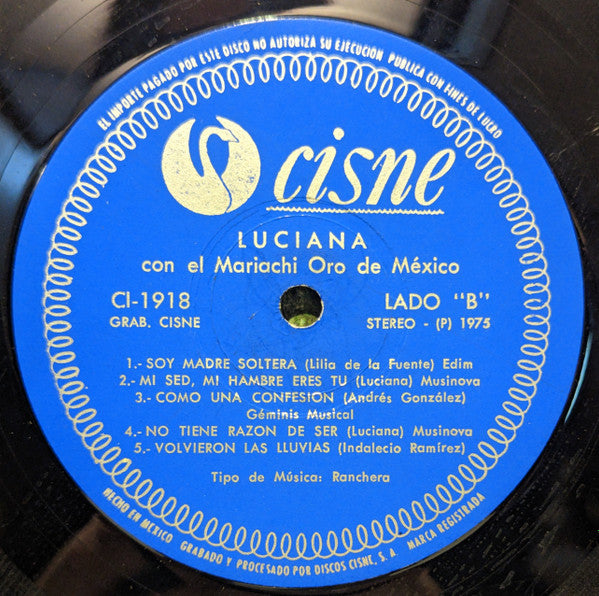 EL IMPORTE PAGADO POR ESTE DISCO NO AUTORIZA SU EJECUCION PUBLICA CON FINES DE LUCRO
cisne
LUCIANA
con el Mariachi Oro de México
CI-1918 LADO "B"
GRAB. CISNE STEREO - (P) 1975
1.- SOY MADRE SOLTERA (Lilia de la Fuente) Edim
2.- MI SED, MI HAMBRE ERES TU (Luciana) Musinova
3.- COMO UNA CONFESION (Andrés González)
Géminis Musical
4.- NO TIENE RAZON DE SER (Luciana) Musinova
5.- VOLVIERON LAS LLUVIAS (Indalecio Ramírez)
Tipo de Música: Ranchera
HECHO EN MEXICO GRABADO Y PROCESADO POR DISCOS CISNE, S. A. MARCA REGISTRADA